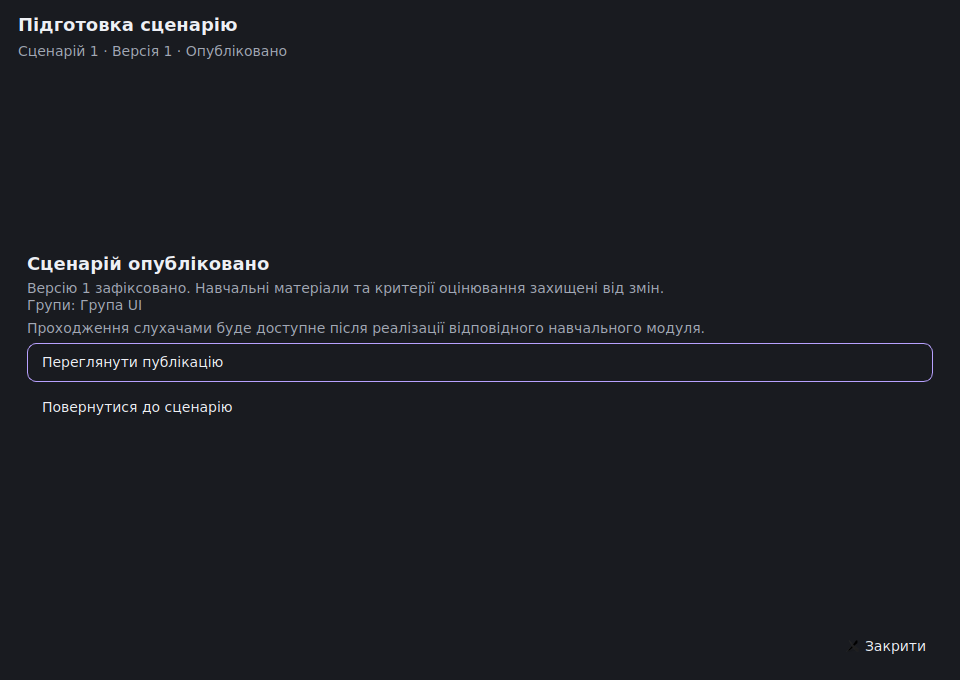 Підготовка сценарію
Сценарій 1 · Версія 1 · Опубліковано
Сценарій опубліковано
Версію 1 зафіксовано. Навчальні матеріали та критерії оцінювання захищені від змін.
Групи: Група UI
Проходження слухачами буде доступне після реалізації відповідного навчального модуля.
Переглянути публікацію
Повернутися до сценарію
Закрити